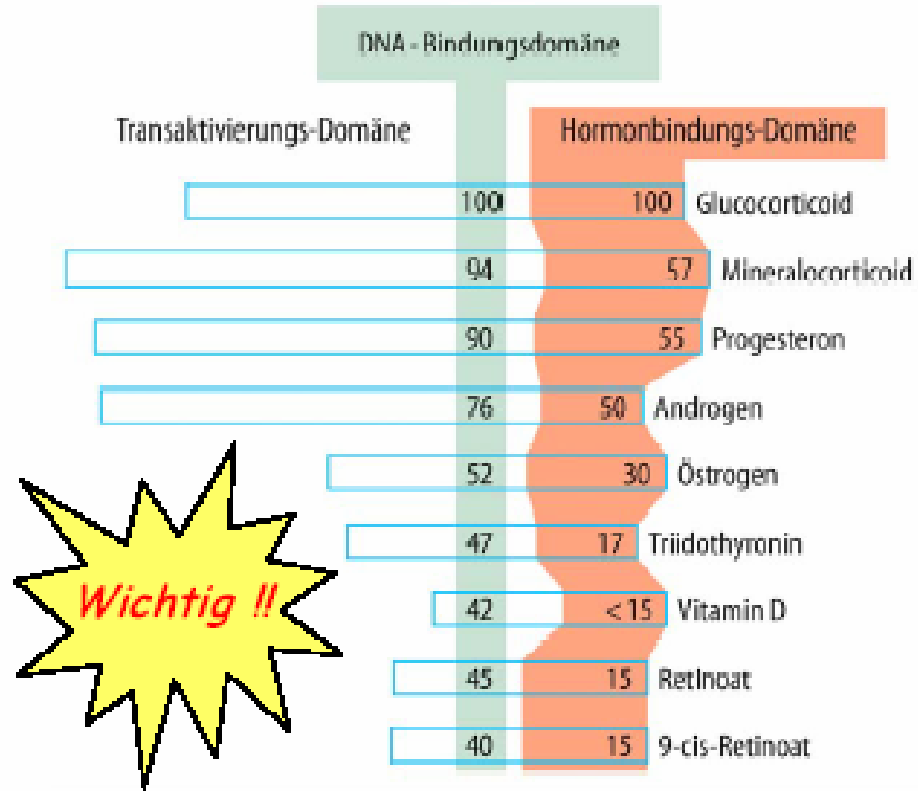 DNA - Bindungsdomäne
Transaktivierungs-Domäne
Hormonbindungs-Domäne
100 100 Glucocorticoid
94 57 Mineralocorticoid
90 55 Progesteron
76 50 Androgen
52 30 Östrogen
47 17 Triidothyronin
42 < 15 Vitamin D
45 15 Retinoat
40 15 9-cis-Retinoat
Wichtig !!